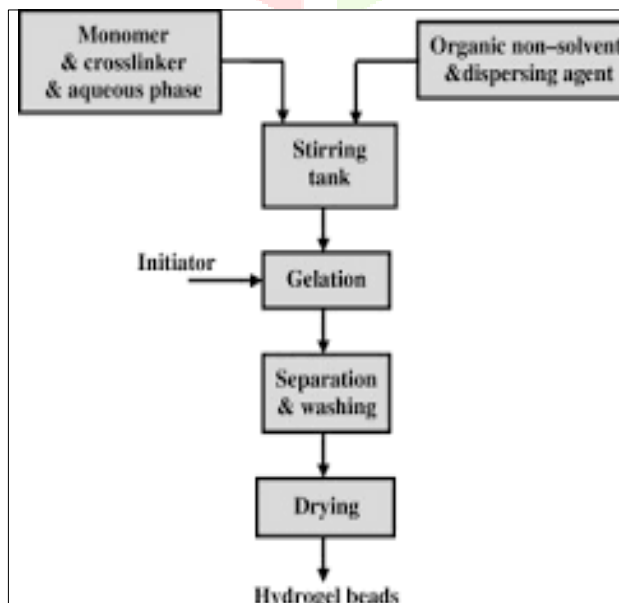 Monomer
& crosslinker
& aqueous phase
Organic non–solvent
&dispersing agent
Stirring
tank
Initiator
Gelation
Separation
& washing
Drying
Hydrogel beads